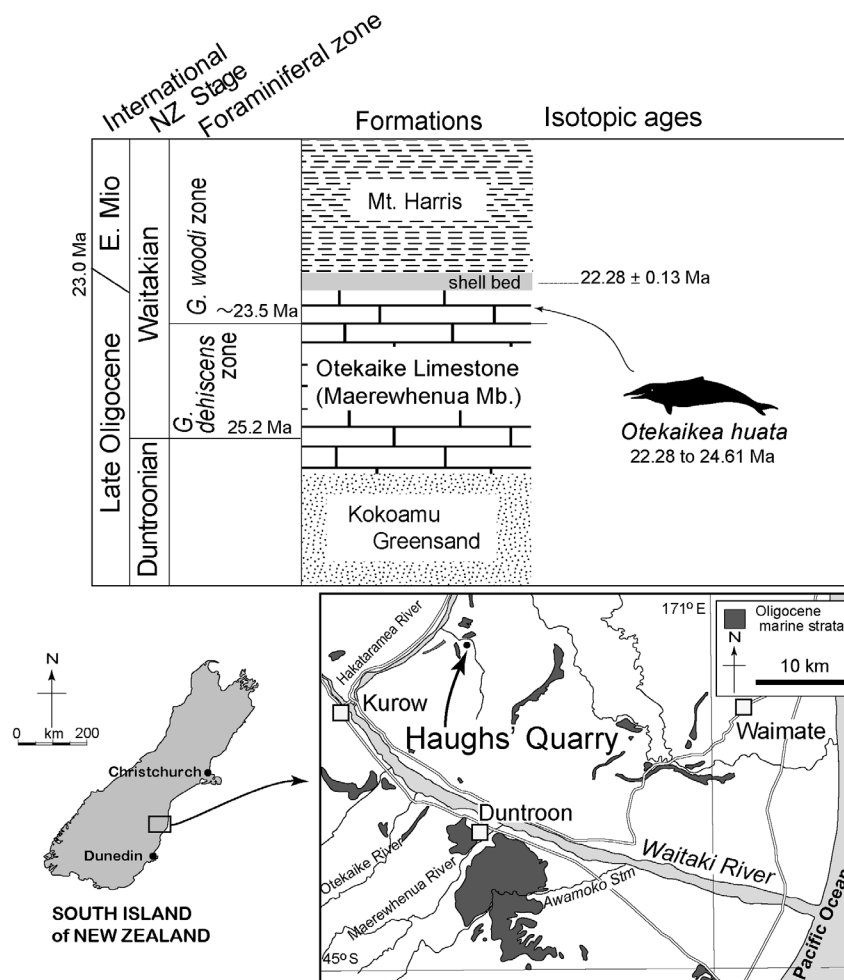 International
NZ Stage
Foraminiferal zone
Formations
Isotopic ages
E. Mio
23.0 Ma
Late Oligocene
Waitakian
Duntroonian
G. woodi zone
~23.5 Ma
G.
dehiscens
zone
25.2 Ma
Mt. Harris
shell bed
22.28 ± 0.13 Ma
Otekaike Limestone
(Maerewhenua Mb.)
Kokoamu
Greensand
Otekaikea huata
22.28 to 24.61 Ma
N
0 km 200
Christchurch
Dunedin
SOUTH ISLAND
of NEW ZEALAND
Hakataramea River
171° E
Oligocene
marine strata
N
10 km
Kurow
Haughs' Quarry
Waimate
Duntroon
Waitaki River
Otekaike River
Maerewhenua River
Awamoko Stm
45° S
Pacific Ocean